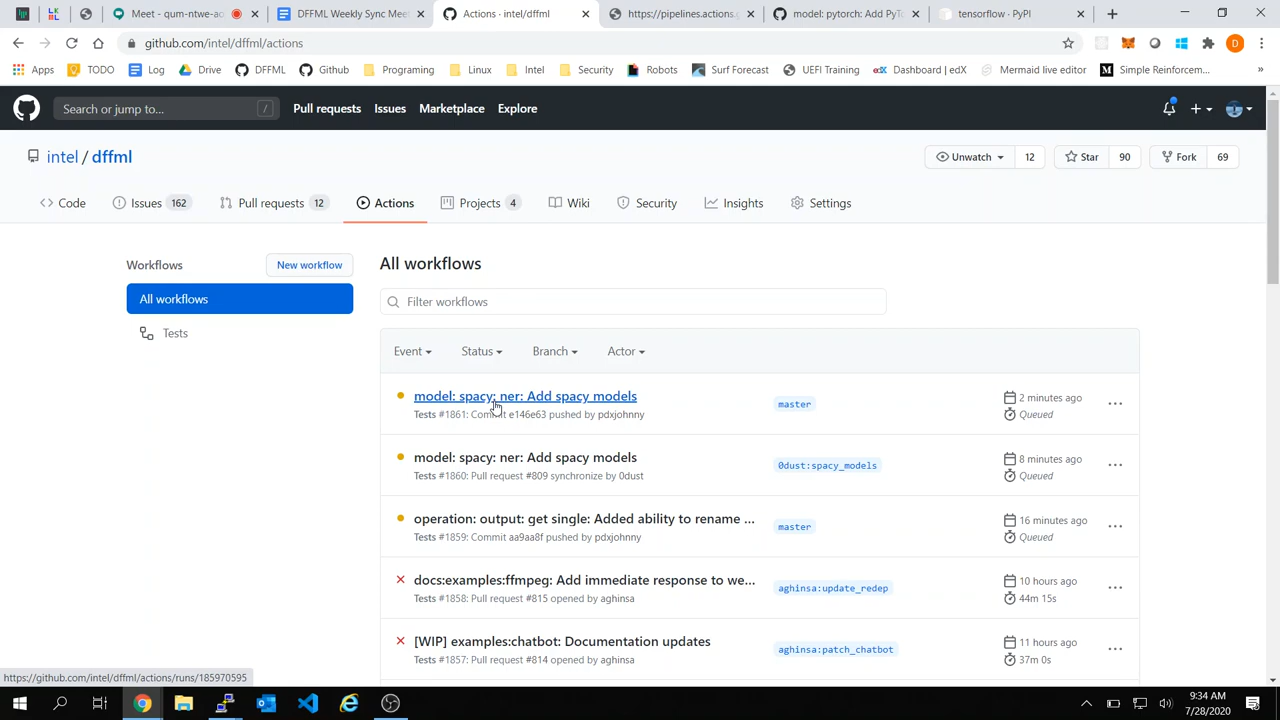 Meet - qum-itwe-ao
DFFML Weekly Sync Mee
Actions · intel/dffml
https://pipelines.actions.g
model: pytorch: Add PyT
tensorflow · PyPI
github.com/intel/dffml/actions
Apps
TODO
Log
Drive
DFFML
Github
Programing
Linux
Intel
Security
Robots
Surf Forecast
UEFI Training
Dashboard | edX
Mermaid live editor
Simple Reinforcem...
»
Search or jump to...
/
Pull requests
Issues
Marketplace
Explore
intel / dffml
Unwatch
12
Star
90
Fork
69
Code
Issues 162
Pull requests 12
Actions
Projects 4
Wiki
Security
Insights
Settings
Workflows
New workflow
All workflows
Tests
All workflows
Filter workflows
Event
Status
Branch
Actor
model: spacy: ner: Add spacy models
Tests #1861: Commit e146e63 pushed by pdxjohnny
master
2 minutes ago
Queued
model: spacy: ner: Add spacy models
Tests #1860: Pull request #809 synchronize by 0dust
0dust:spacy_models
8 minutes ago
Queued
operation: output: get single: Added ability to rename ...
Tests #1859: Commit aa9aa8f pushed by pdxjohnny
master
16 minutes ago
Queued
docs:examples:ffmpeg: Add immediate response to we...
Tests #1858: Pull request #815 opened by aghinsa
aghinsa:update_redep
10 hours ago
44m 15s
[WIP] examples:chatbot: Documentation updates
Tests #1857: Pull request #814 opened by aghinsa
aghinsa:patch_chatbot
11 hours ago
37m 0s
https://github.com/intel/dffml/actions/runs/185970595
9:34 AM
7/28/2020